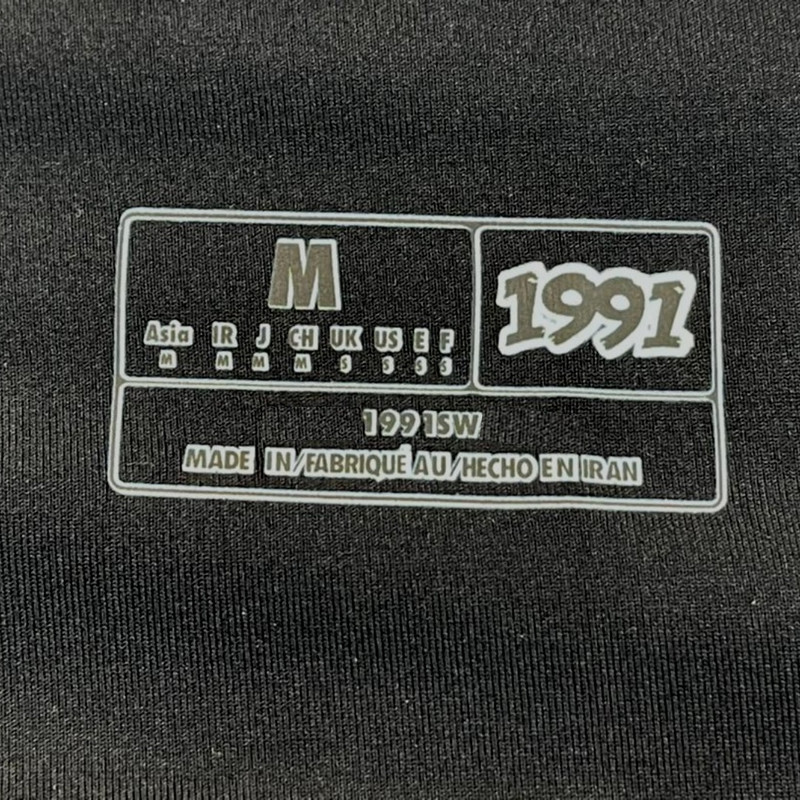 M
1991
Asia IR J CH UK US E F
M M M M S S S S
1991SW
MADE IN/FABRIQUÉ AU/HECHO EN IRAN